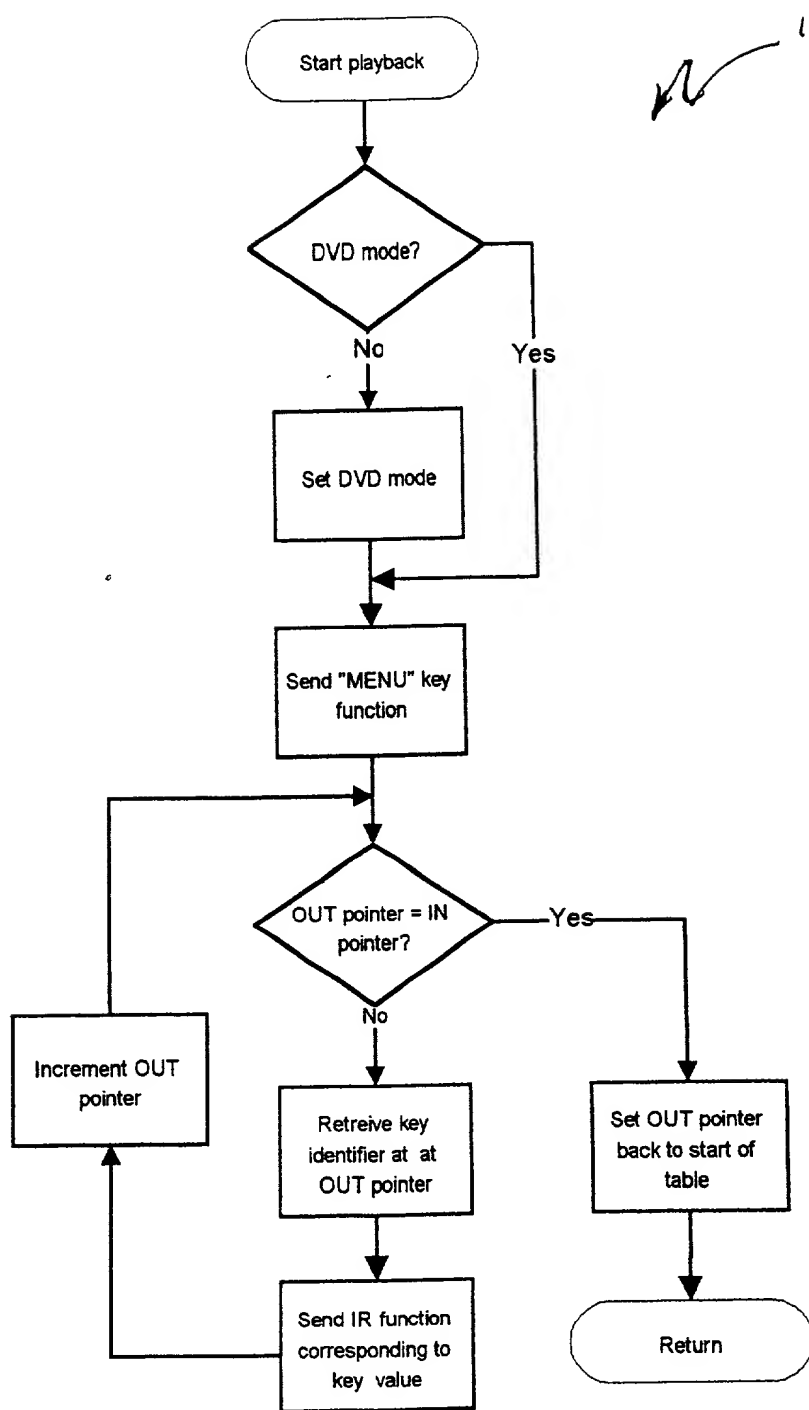 Start playback
DVD mode?
No
Yes
Set DVD mode
Send "MENU" key
function
OUT pointer = IN
pointer?
Yes
No
Increment OUT
pointer
Retreive key
identifier at at
OUT pointer
Set OUT pointer
back to start of
table
Send IR function
corresponding to
key value
Return